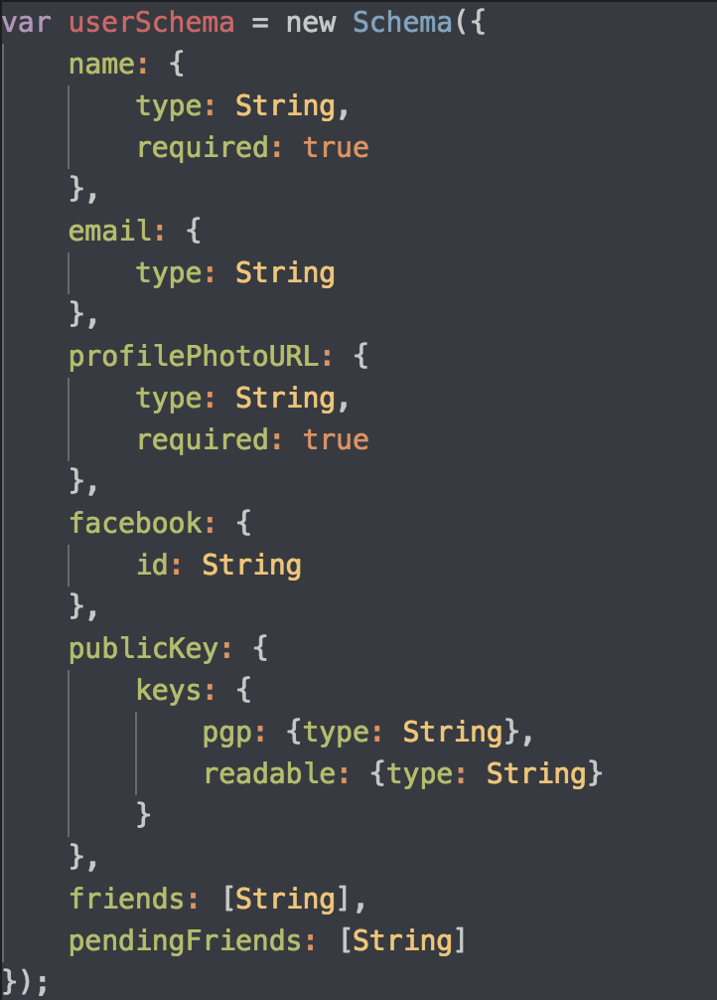 var userSchema = new Schema({
    name: {
        type: String,
        required: true
    },
    email: {
        type: String
    },
    profilePhotoURL: {
        type: String,
        required: true
    },
    facebook: {
        id: String
    },
    publicKey: {
        keys: {
            pgp: {type: String},
            readable: {type: String}
        }
    },
    friends: [String],
    pendingFriends: [String]
});